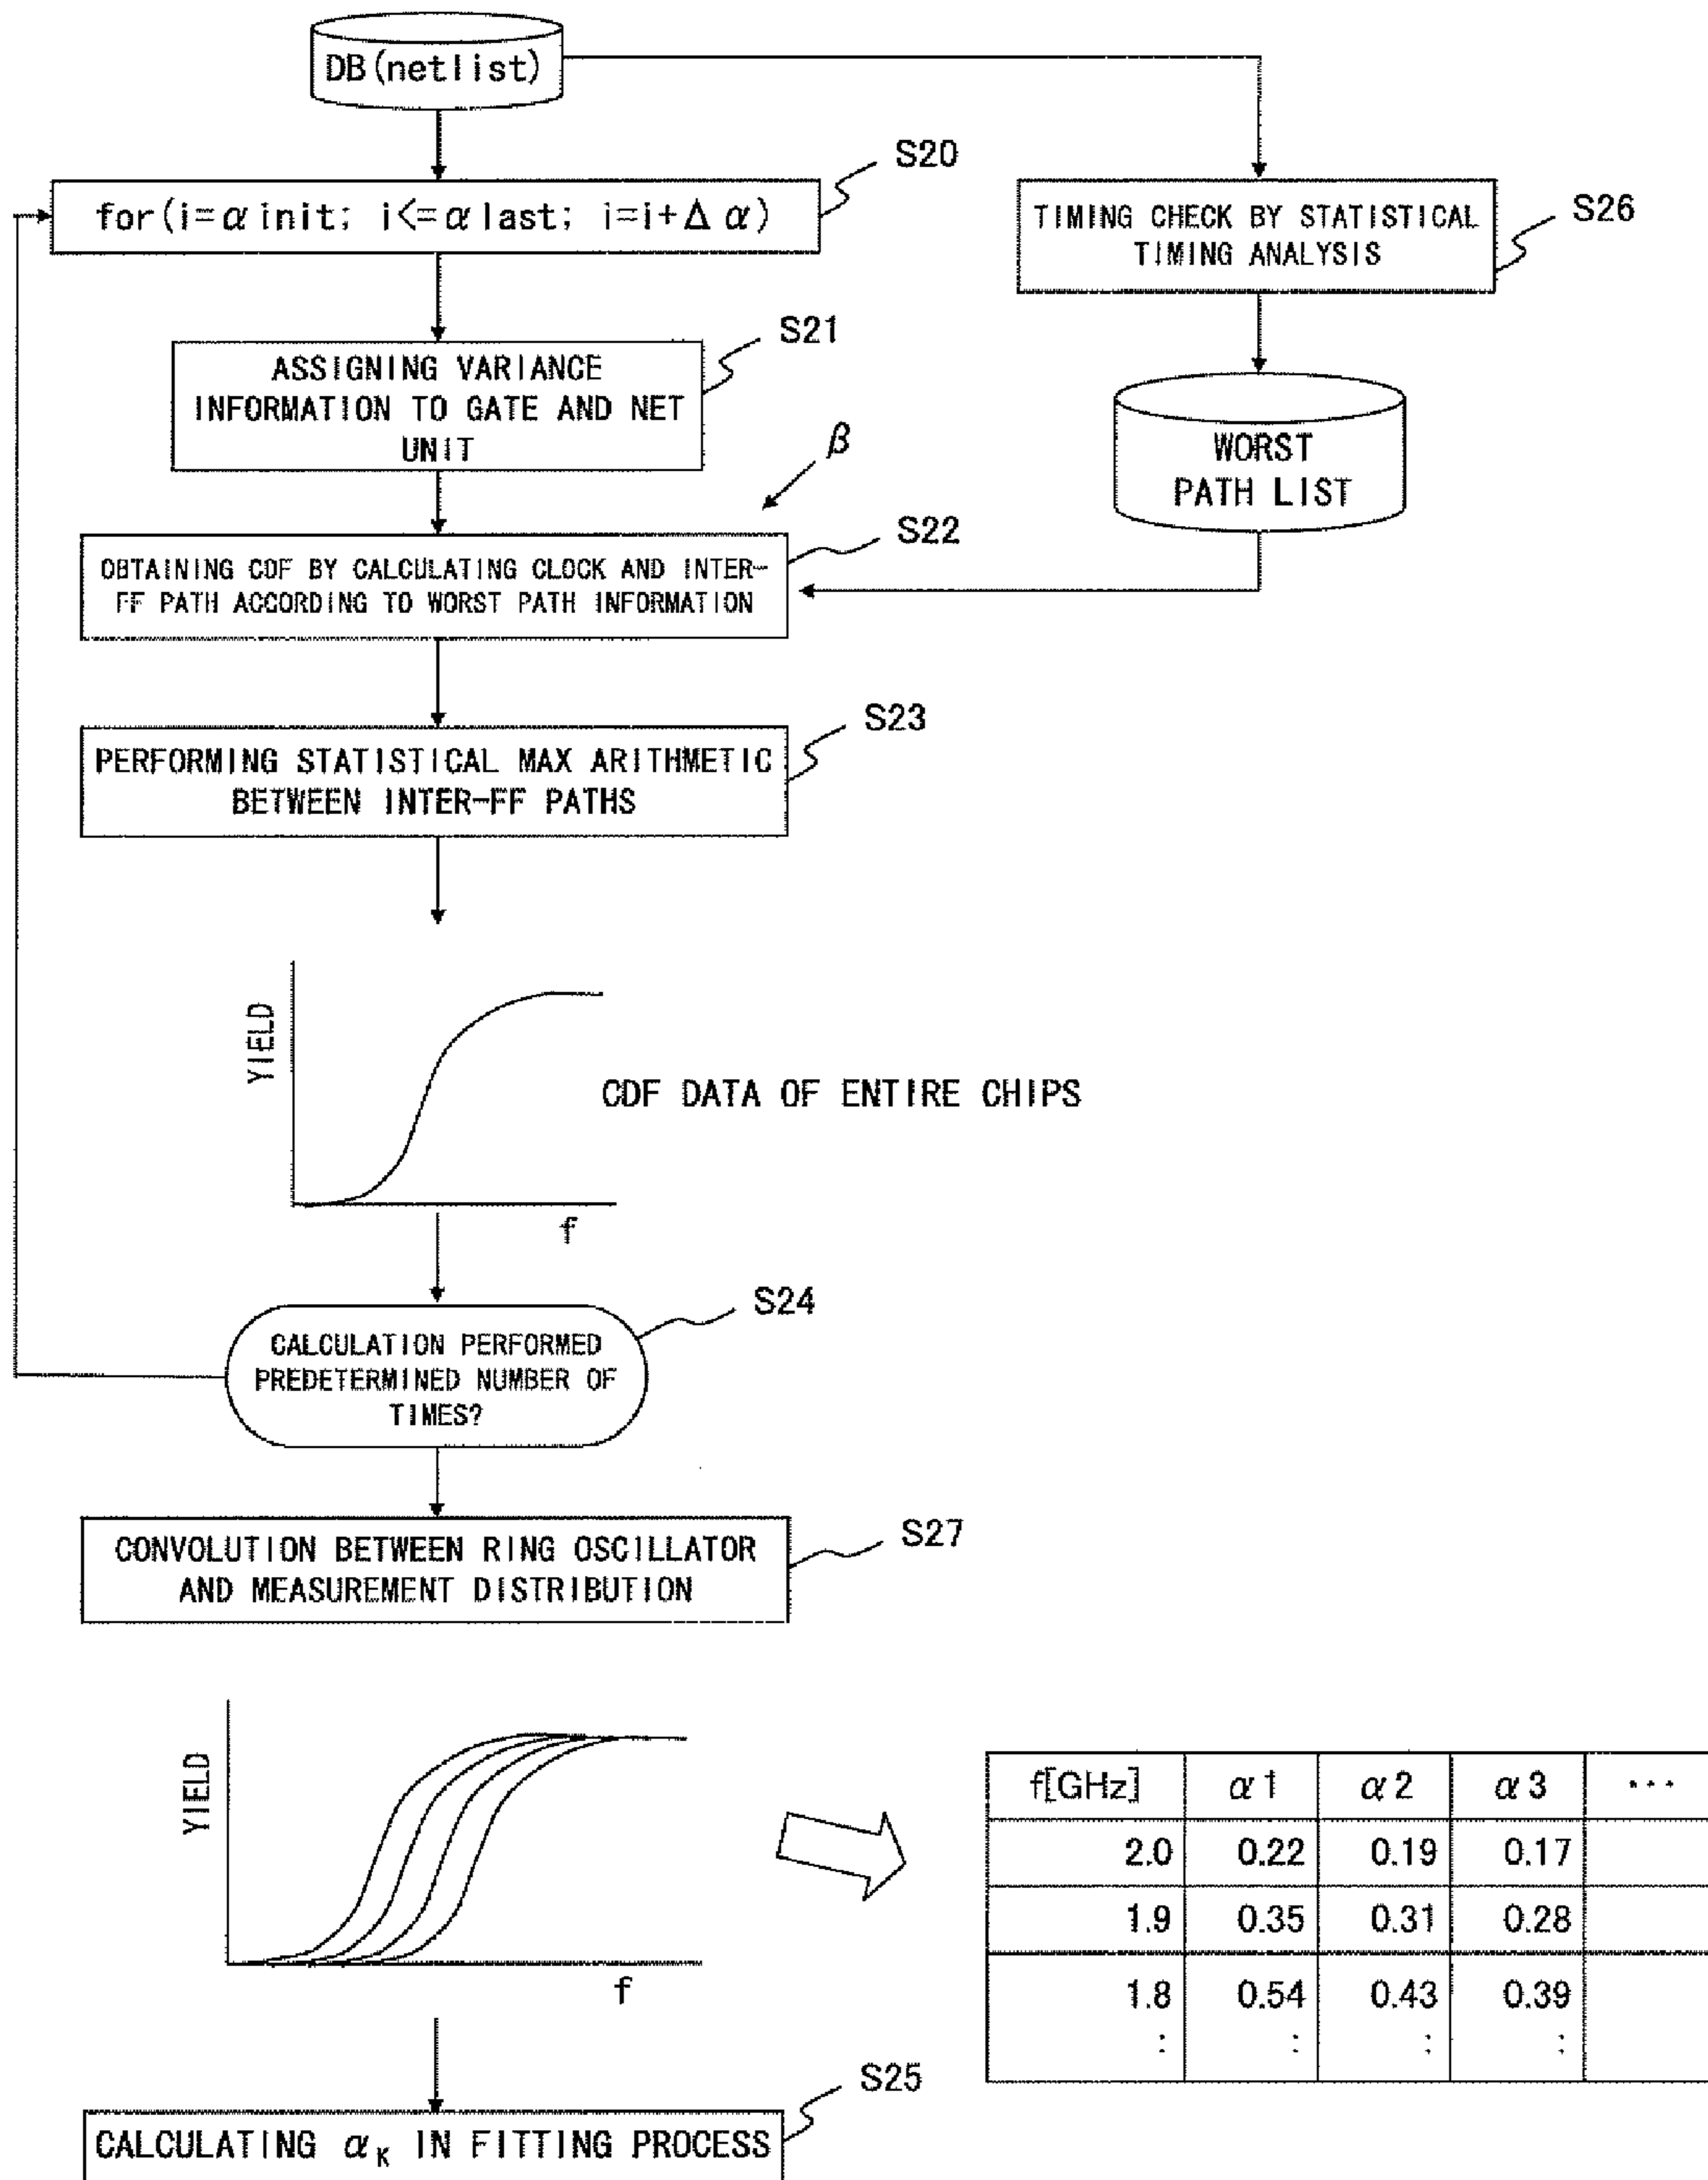 DB(netlist)
S20
for(i=α init; i<=α last; i=i+Δ α)
TIMING CHECK BY STATISTICAL
TIMING ANALYSIS
S26
S21
ASSIGNING VARIANCE
INFORMATION TO GATE AND NET
UNIT
β
WORST
PATH LIST
S22
OBTAINING CDF BY CALCULATING CLOCK AND INTER-
FF PATH ACCORDING TO WORST PATH INFORMATION
S23
PERFORMING STATISTICAL MAX ARITHMETIC
BETWEEN INTER-FF PATHS
YIELD
CDF DATA OF ENTIRE CHIPS
f
S24
CALCULATION PERFORMED
PREDETERMINED NUMBER OF
TIMES?
S27
CONVOLUTION BETWEEN RING OSCILLATOR
AND MEASUREMENT DISTRIBUTION
YIELD
f
f[GHz] α1 α2 α3 ···
2.0 0.22 0.19 0.17
1.9 0.35 0.31 0.28
1.8 0.54 0.43 0.39
: : : :
S25
CALCULATING αK IN FITTING PROCESS